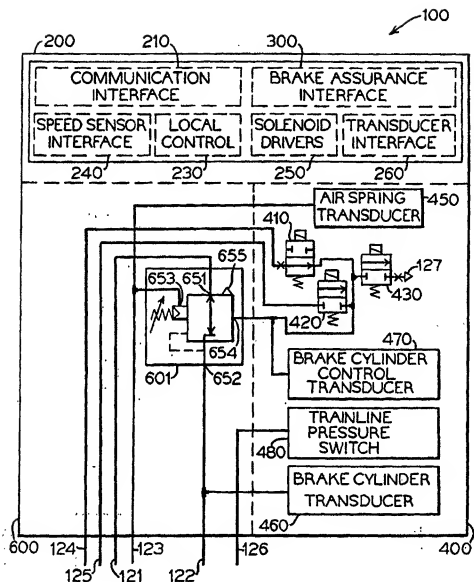 100
200
210
300
COMMUNICATION
INTERFACE
BRAKE ASSURANCE
INTERFACE
SPEED SENSOR
INTERFACE
LOCAL
CONTROL
SOLENOID
DRIVERS
TRANSDUCER
INTERFACE
240
230
250
260
AIR SPRING
TRANSDUCER
450
410
127
653
651
655
420
430
654
601
652
470
BRAKE CYLINDER
CONTROL
TRANSDUCER
TRAINLINE
PRESSURE
SWITCH
480
BRAKE CYLINDER
TRANSDUCER
460
600
124
123
126
400
125
121
122